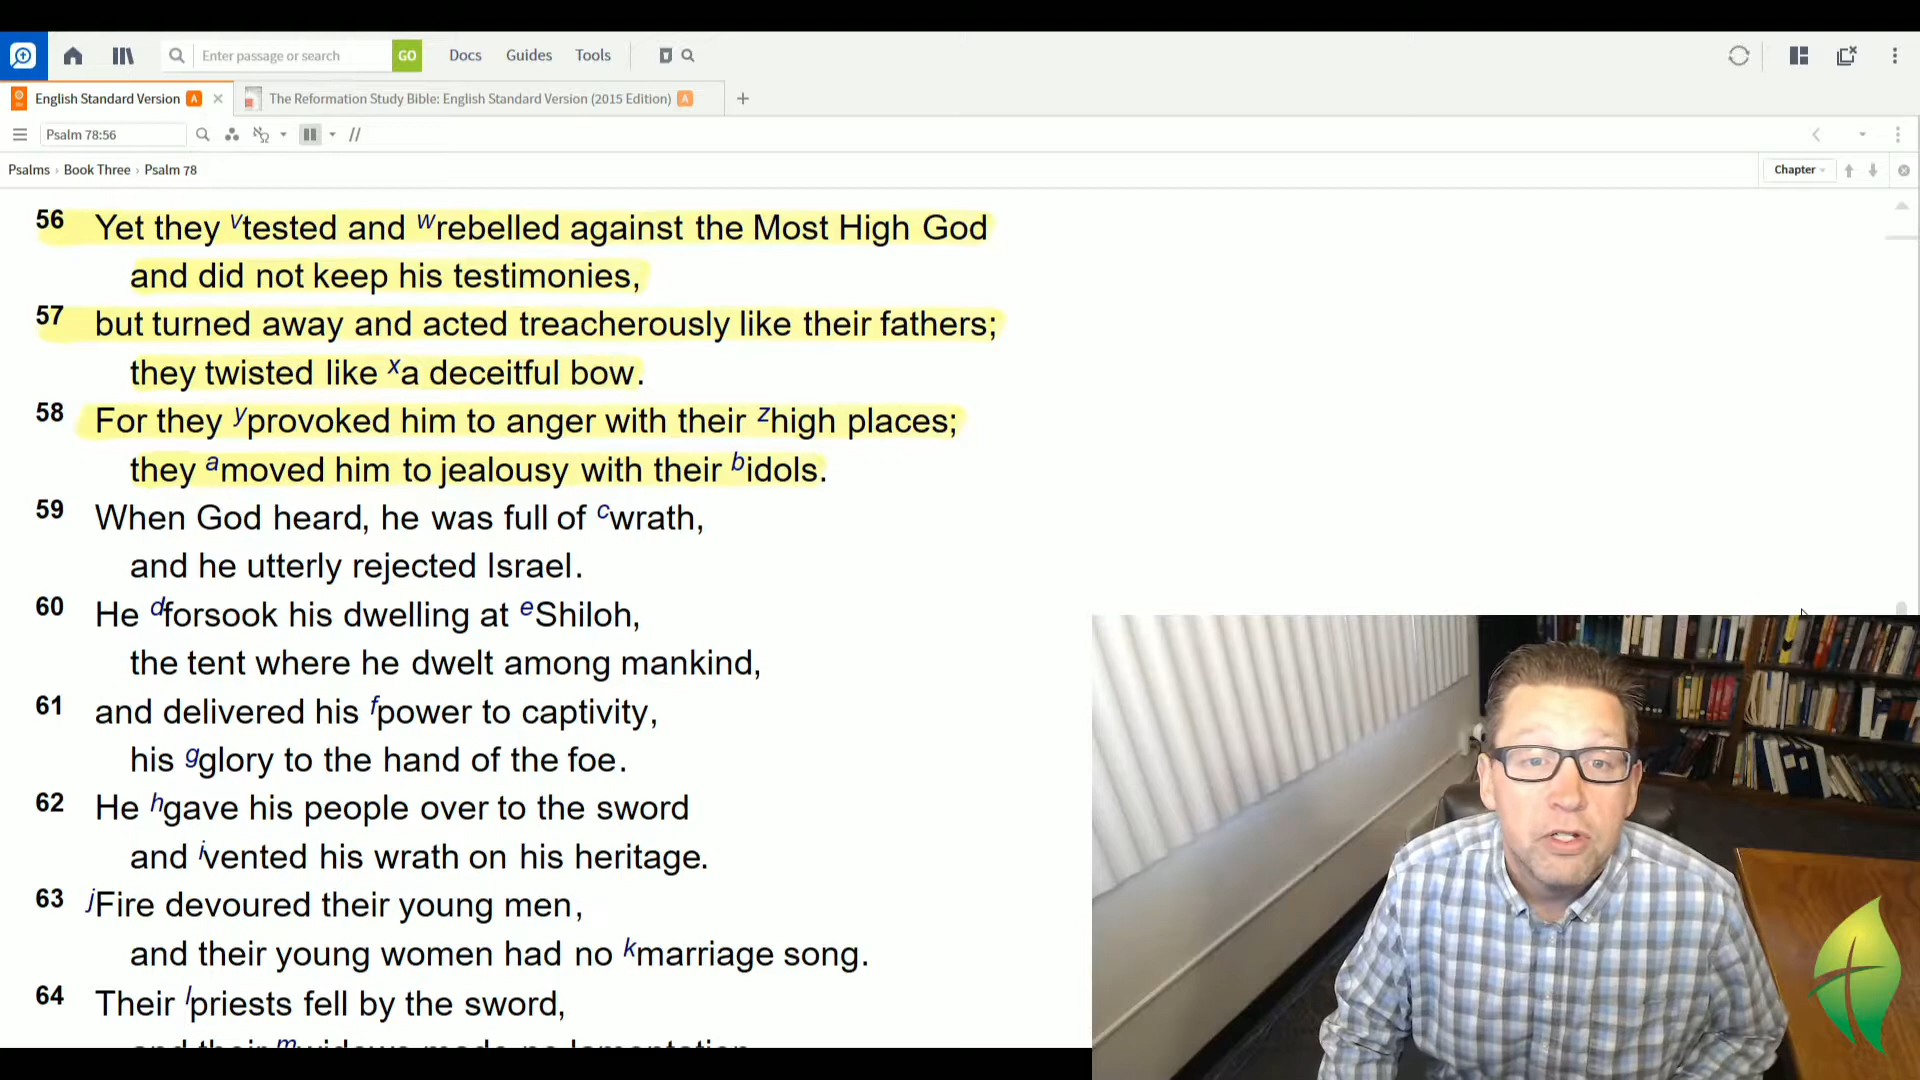 Enter passage or search
GO
Docs
Guides
Tools
English Standard Version A
The Reformation Study Bible: English Standard Version (2015 Edition) A
Psalm 78:56
Psalms › Book Three › Psalm 78
Chapter
56 Yet they vtested and wrebelled against the Most High God
and did not keep his testimonies,
57 but turned away and acted treacherously like their fathers;
they twisted like xa deceitful bow.
58 For they yprovoked him to anger with their zhigh places;
they amoved him to jealousy with their bidols.
59 When God heard, he was full of cwrath,
and he utterly rejected Israel.
60 He dforsook his dwelling at eShiloh,
the tent where he dwelt among mankind,
61 and delivered his fpower to captivity,
his gglory to the hand of the foe.
62 He hgave his people over to the sword
and ivented his wrath on his heritage.
63 jFire devoured their young men,
and their young women had no kmarriage song.
64 Their lpriests fell by the sword,
and their mwidows made no lamentation